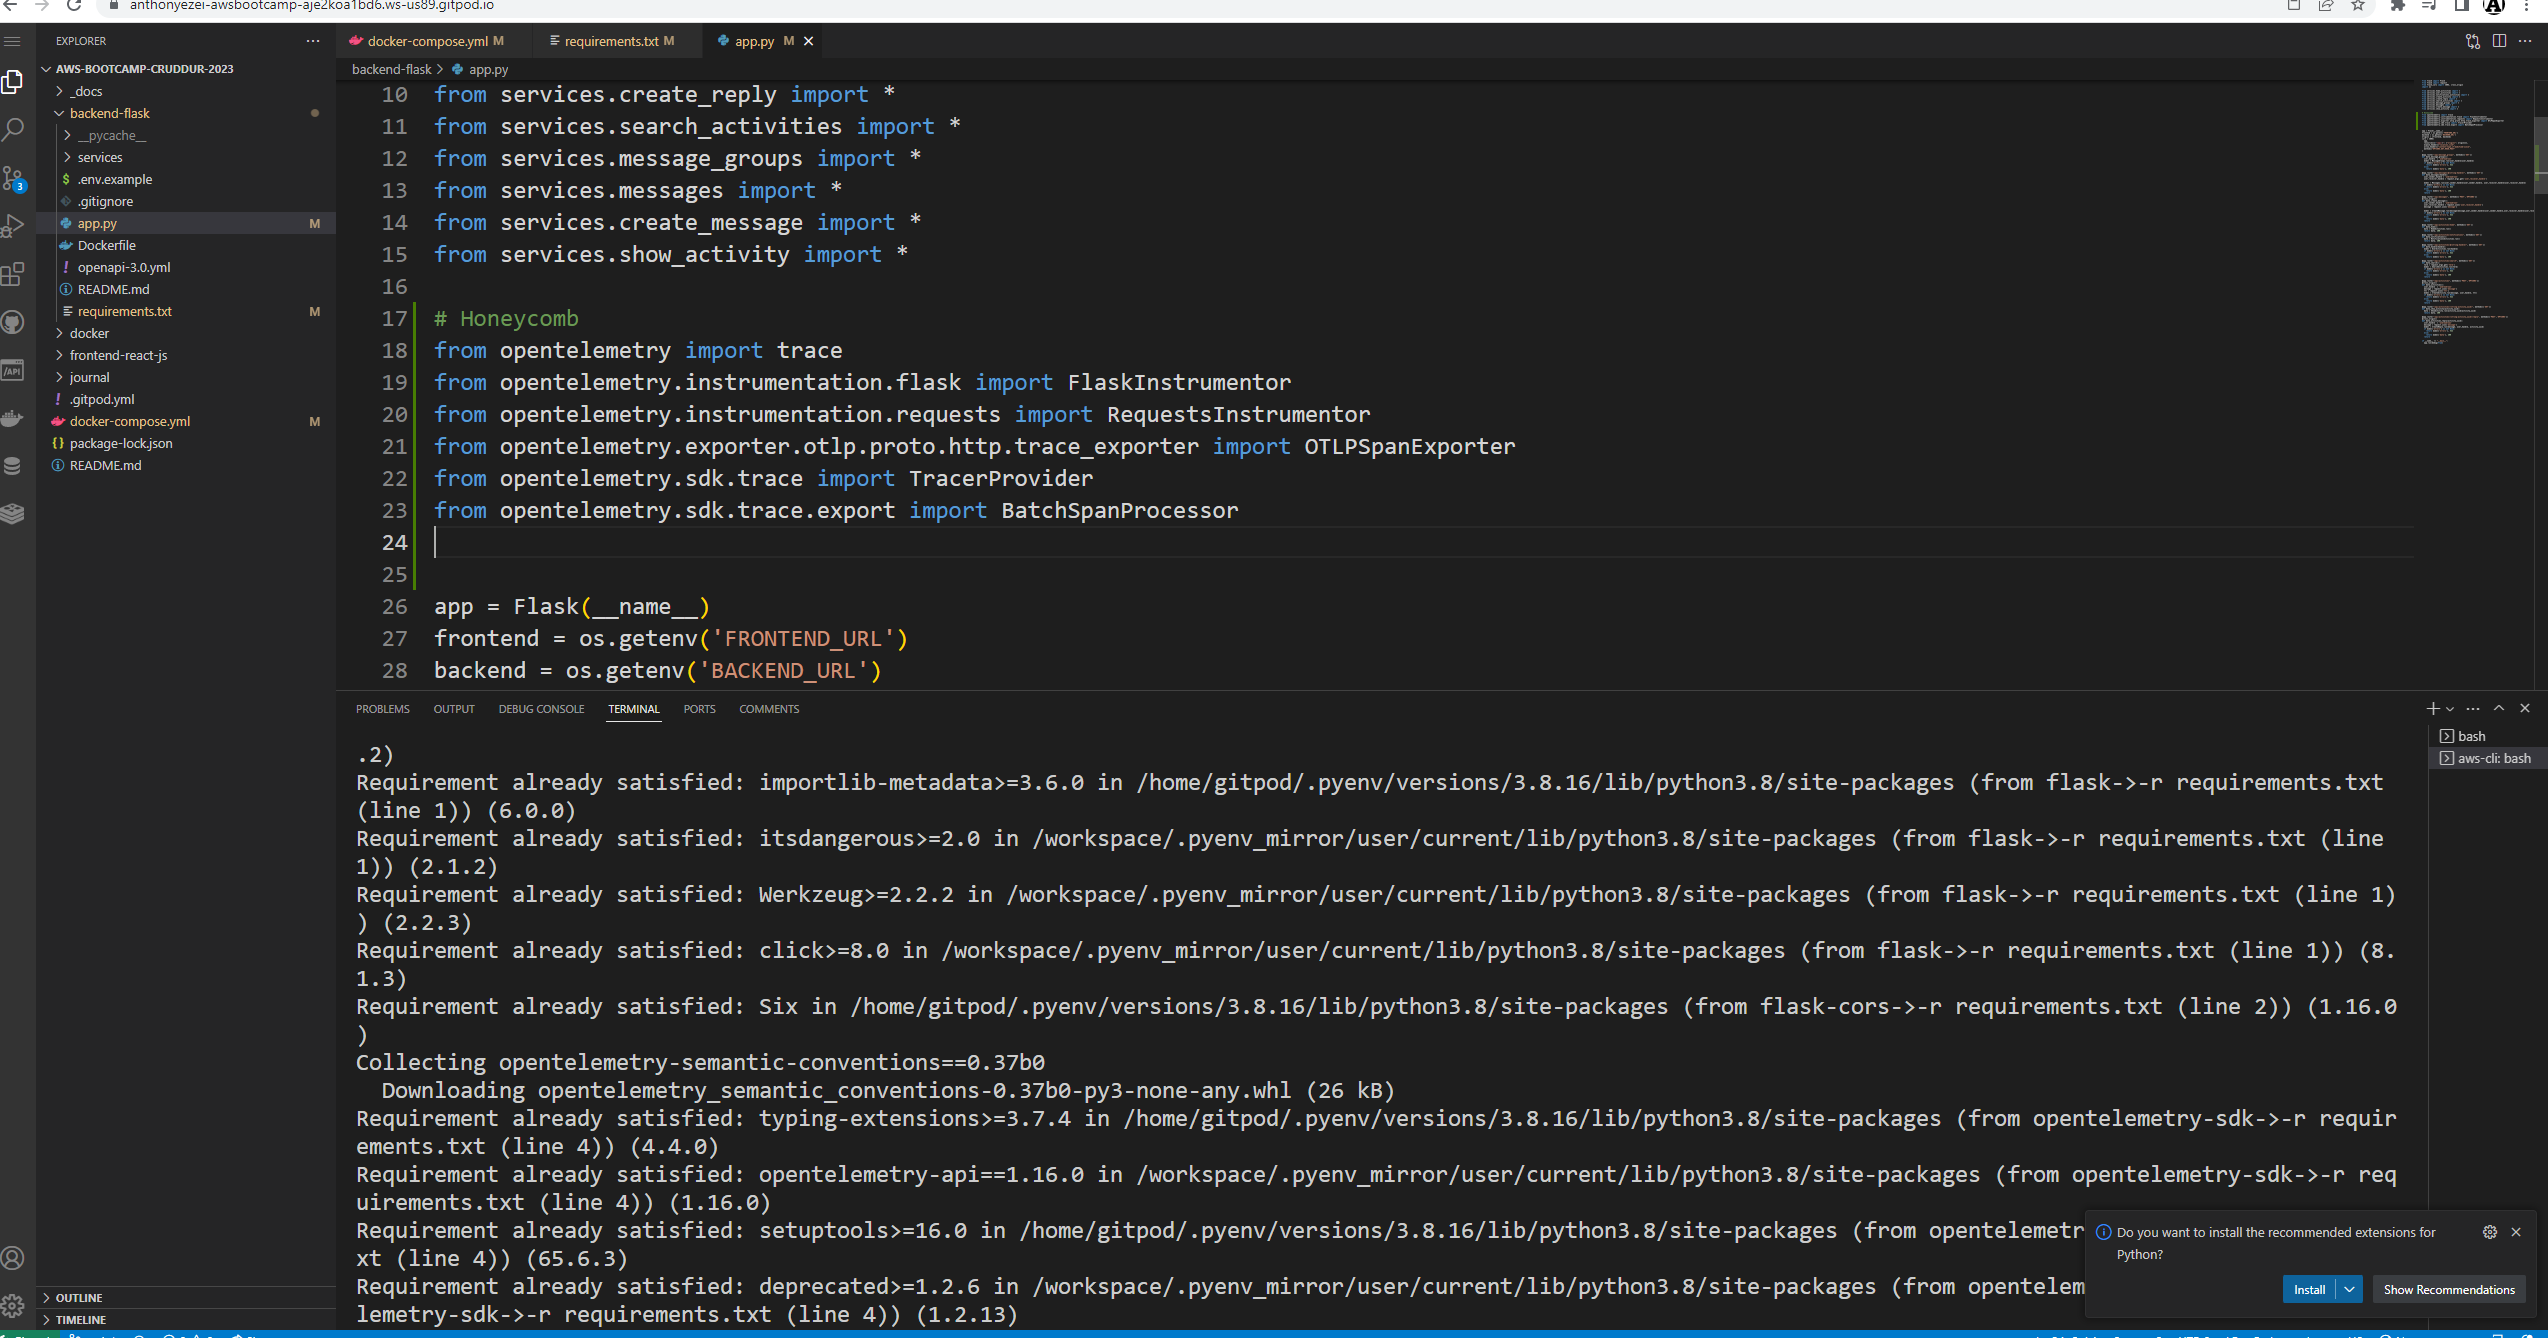 anthonyezei-awsbootcamp-aje2koa1bd6.ws-us89.gitpod.io
EXPLORER
AWS-BOOTCAMP-CRUDDUR-2023
_docs
backend-flask
__pycache__
services
$ .env.example
.gitignore
app.py M
Dockerfile
! openapi-3.0.yml
README.md
requirements.txt M
docker
frontend-react-js
journal
! .gitpod.yml
docker-compose.yml M
{} package-lock.json
README.md
OUTLINE
TIMELINE
3
/API
docker-compose.yml M
requirements.txt M
app.py M
backend-flask > app.py
10 from services.create_reply import *
11 from services.search_activities import *
12 from services.message_groups import *
13 from services.messages import *
14 from services.create_message import *
15 from services.show_activity import *
16
17 # Honeycomb
18 from opentelemetry import trace
19 from opentelemetry.instrumentation.flask import FlaskInstrumentor
20 from opentelemetry.instrumentation.requests import RequestsInstrumentor
21 from opentelemetry.exporter.otlp.proto.http.trace_exporter import OTLPSpanExporter
22 from opentelemetry.sdk.trace import TracerProvider
23 from opentelemetry.sdk.trace.export import BatchSpanProcessor
24
25
26 app = Flask(__name__)
27 frontend = os.getenv('FRONTEND_URL')
28 backend = os.getenv('BACKEND_URL')
PROBLEMS OUTPUT DEBUG CONSOLE TERMINAL PORTS COMMENTS
bash
aws-cli: bash
.2)
Requirement already satisfied: importlib-metadata>=3.6.0 in /home/gitpod/.pyenv/versions/3.8.16/lib/python3.8/site-packages (from flask->-r requirements.txt
(line 1)) (6.0.0)
Requirement already satisfied: itsdangerous>=2.0 in /workspace/.pyenv_mirror/user/current/lib/python3.8/site-packages (from flask->-r requirements.txt (line
1)) (2.1.2)
Requirement already satisfied: Werkzeug>=2.2.2 in /workspace/.pyenv_mirror/user/current/lib/python3.8/site-packages (from flask->-r requirements.txt (line 1)
) (2.2.3)
Requirement already satisfied: click>=8.0 in /workspace/.pyenv_mirror/user/current/lib/python3.8/site-packages (from flask->-r requirements.txt (line 1)) (8.
1.3)
Requirement already satisfied: Six in /home/gitpod/.pyenv/versions/3.8.16/lib/python3.8/site-packages (from flask-cors->-r requirements.txt (line 2)) (1.16.0
)
Collecting opentelemetry-semantic-conventions==0.37b0
Downloading opentelemetry_semantic_conventions-0.37b0-py3-none-any.whl (26 kB)
Requirement already satisfied: typing-extensions>=3.7.4 in /home/gitpod/.pyenv/versions/3.8.16/lib/python3.8/site-packages (from opentelemetry-sdk->-r requir
ements.txt (line 4)) (4.4.0)
Requirement already satisfied: opentelemetry-api==1.16.0 in /workspace/.pyenv_mirror/user/current/lib/python3.8/site-packages (from opentelemetry-sdk->-r req
uirements.txt (line 4)) (1.16.0)
Requirement already satisfied: setuptools>=16.0 in /home/gitpod/.pyenv/versions/3.8.16/lib/python3.8/site-packages (from opentelemetr
xt (line 4)) (65.6.3)
Requirement already satisfied: deprecated>=1.2.6 in /workspace/.pyenv_mirror/user/current/lib/python3.8/site-packages (from opentelem
lemetry-sdk->-r requirements.txt (line 4)) (1.2.13)
Do you want to install the recommended extensions for
Python?
Install
Show Recommendations